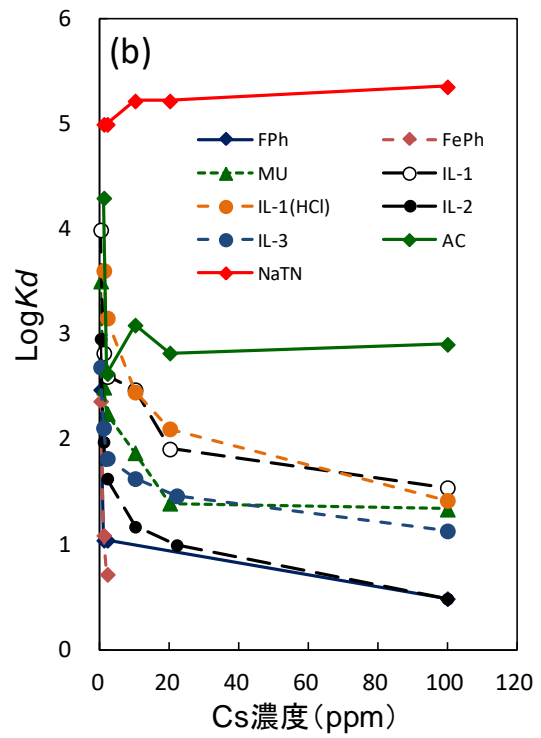 (b)
6
5
4
3
2
1
0
LogKd
FPh
FePh
MU
IL-1
IL-1(HCl)
IL-2
IL-3
AC
NaTN
0 20 40 60 80 100 120
Cs濃度(ppm)